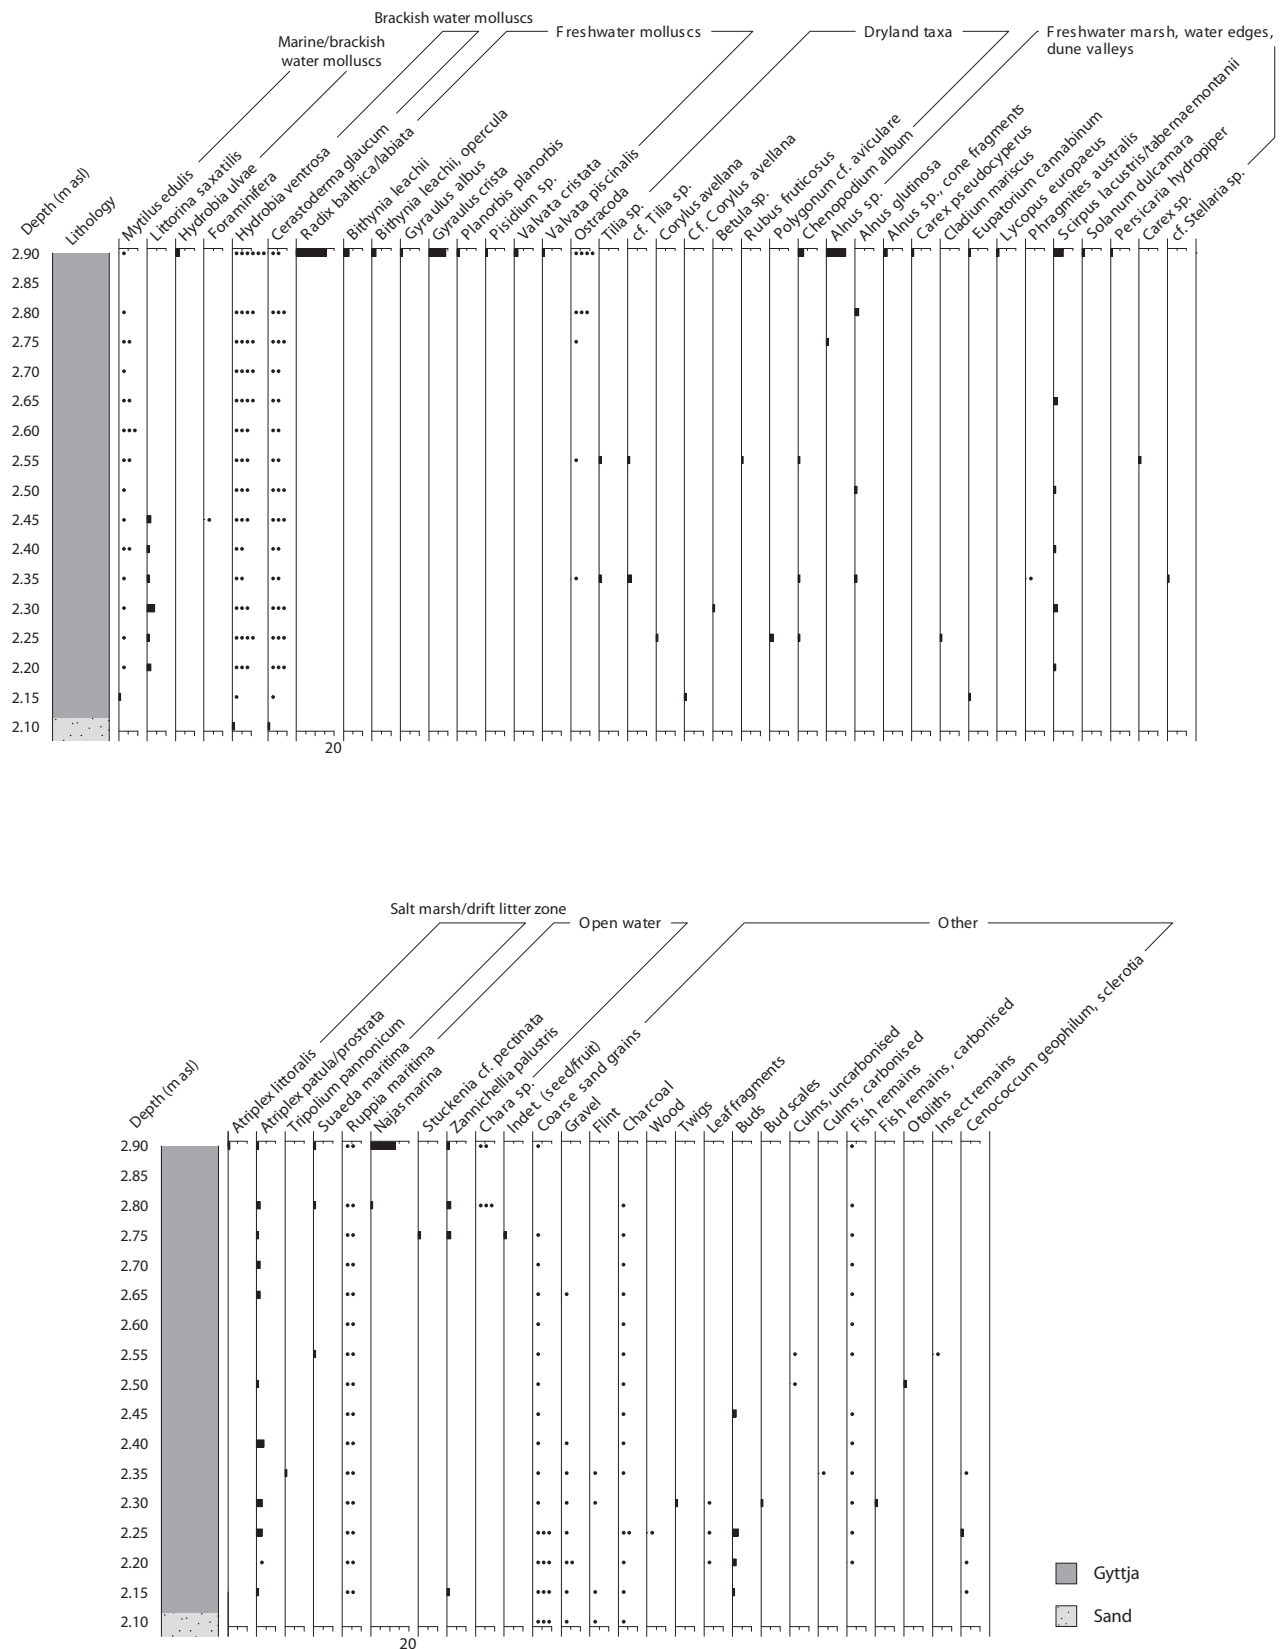 Brackish water molluscs
Marine/brackish
water molluscs
Freshwater molluscs
Dryland taxa
Freshwater marsh, water edges,
dune valleys
Depth (m asl)
Lithology
Mytilus edulis
Littorina saxatilis
Hydrobia ulvae
Foraminifera
Hydrobia ventrosa
Cerastoderma glaucum
Radix balthica/labiata
Bithynia leachii
Bithynia leachii, opercula
Gyraulus albus
Gyraulus crista
Planorbis planorbis
Pisidium sp.
Valvata cristata
Valvata piscinalis
Ostracoda
Tilia sp.
cf. Tilia sp.
Corylus avellana
Cf. Corylus avellana
Betula sp.
Rubus fruticosus
Polygonum cf. aviculare
Chenopodium album
Alnus sp.
Alnus glutinosa
Alnus sp., cone fragments
Carex pseudocyperus
Cladium mariscus
Eupatorium cannabinum
Lycopus europaeus
Phragmites australis
Scirpus lacustris/tabernaemontanii
Solanum dulcamara
Persicaria hydropiper
Carex sp.
cf. Stellaria sp.
2.90
2.85
2.80
2.75
2.70
2.65
2.60
2.55
2.50
2.45
2.40
2.35
2.30
2.25
2.20
2.15
2.10
20
Salt marsh/drift litter zone
Open water
Other
Depth (m asl)
Atriplex littoralis
Atriplex patula/prostrata
Tripolium pannonicum
Suaeda maritima
Ruppia maritima
Najas marina
Stuckenia cf. pectinata
Zannichellia palustris
Chara sp.
Indet. (seed/fruit)
Coarse sand grains
Gravel
Flint
Charcoal
Wood
Twigs
Leaf fragments
Buds
Bud scales
Culms, uncarbonised
Culms, carbonised
Fish remains
Fish remains, carbonised
Otoliths
Insect remains
Cenococcum geophilum, sclerotia
2.90
2.85
2.80
2.75
2.70
2.65
2.60
2.55
2.50
2.45
2.40
2.35
2.30
2.25
2.20
2.15
2.10
20
Gyttja
Sand